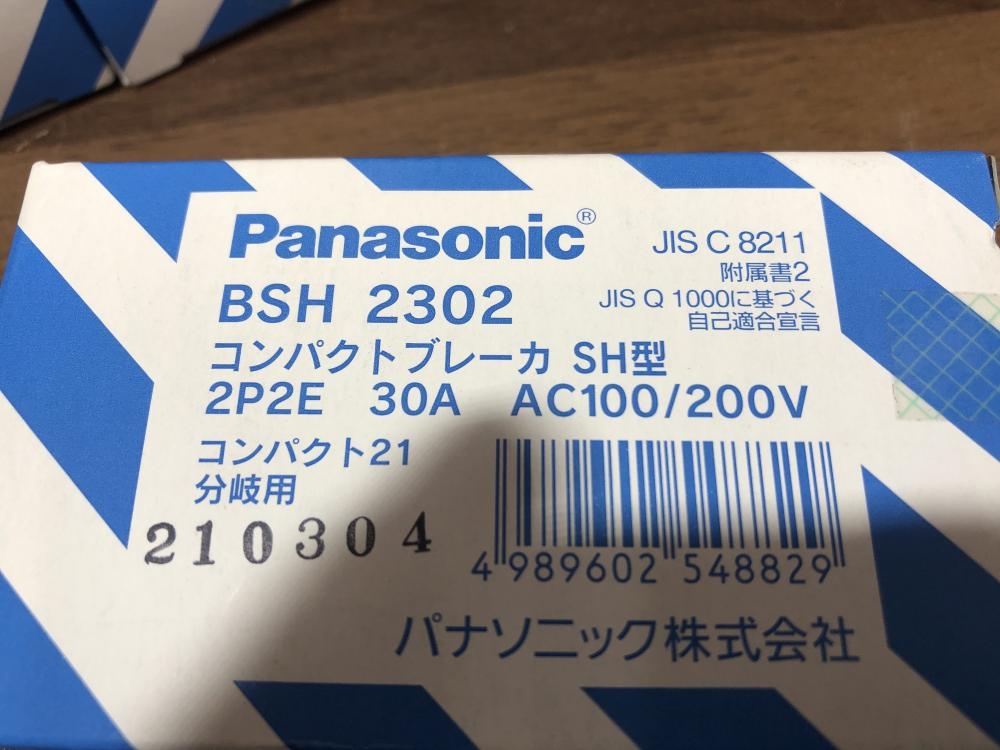 Panasonic®
JIS C 8211
附属書2
BSH 2302
JIS Q 1000に基づく
自己適合宣言
コンパクトブレーカ SH型
2P2E 30A AC100/200V
コンパクト21
分岐用
210304
4 989602 548829
パナソニック株式会社